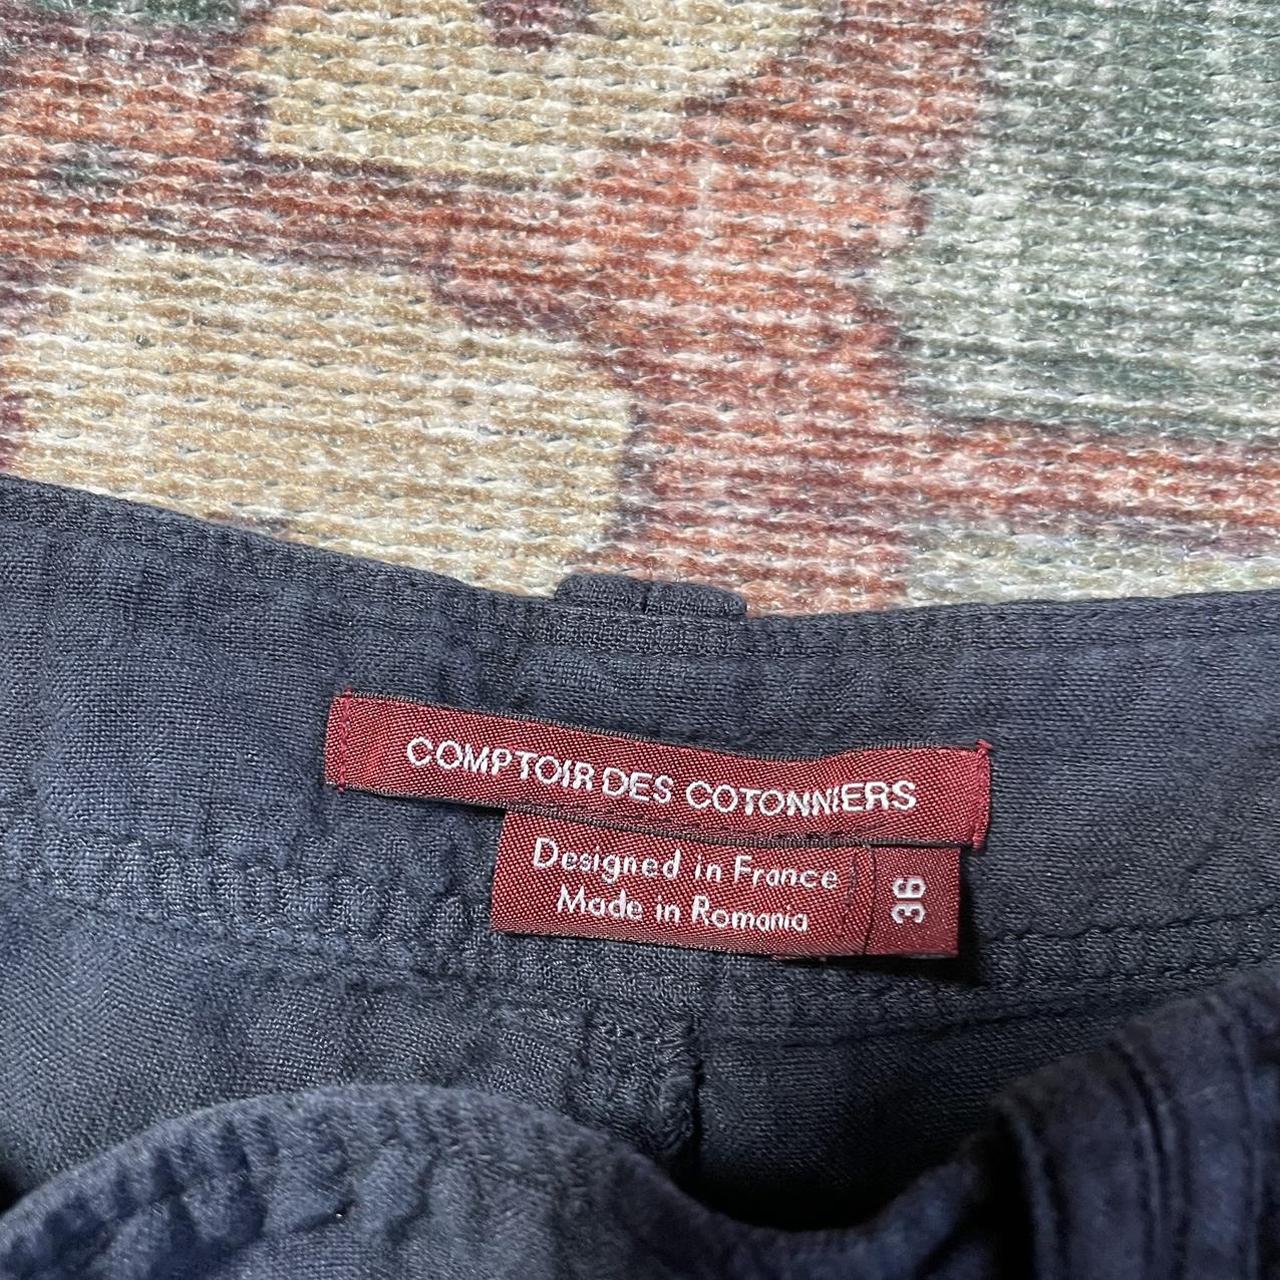 COMPTOIR DES COTONNIERS
Designed in France
Made in Romania
36